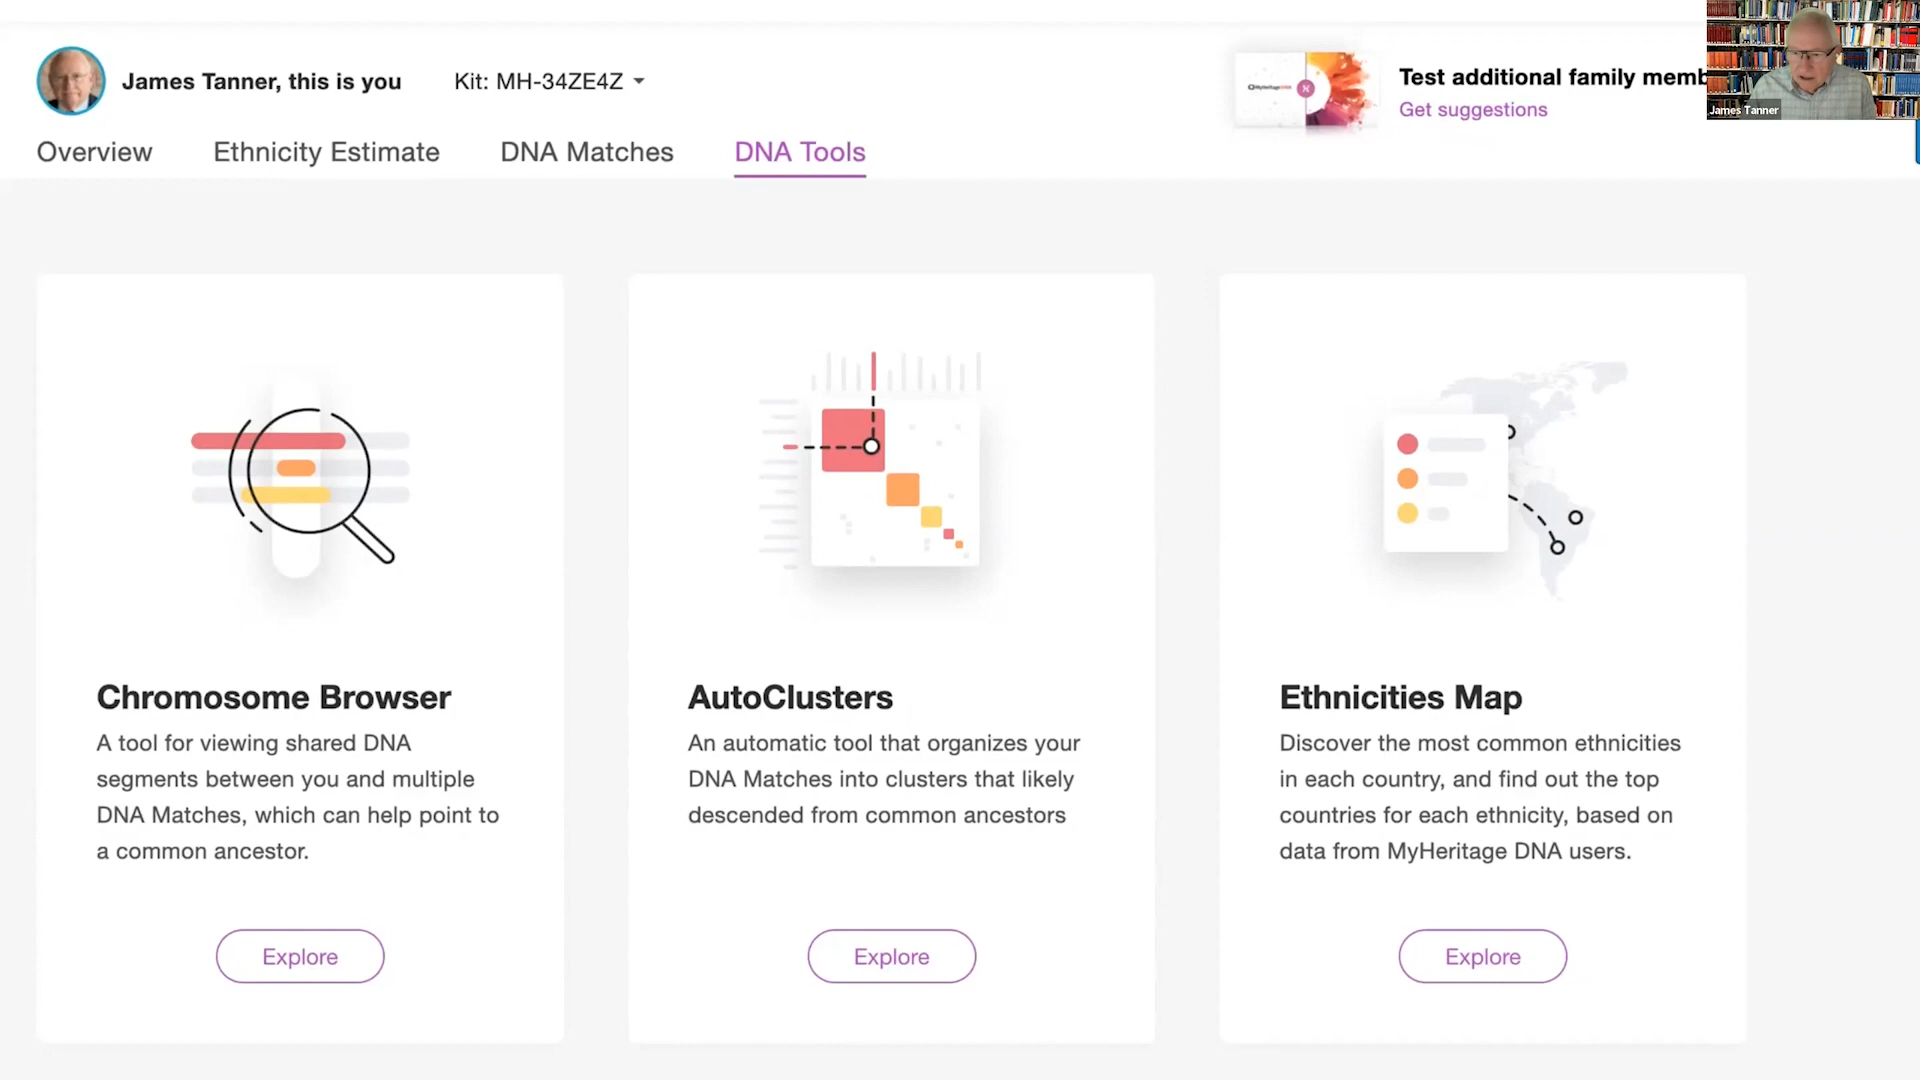 James Tanner, this is you
Kit: MH-34ZE4Z
Test additional family memb
Get suggestions
James Tanner
Overview
Ethnicity Estimate
DNA Matches
DNA Tools
Chromosome Browser
A tool for viewing shared DNA
segments between you and multiple
DNA Matches, which can help point to
a common ancestor.
Explore
AutoClusters
An automatic tool that organizes your
DNA Matches into clusters that likely
descended from common ancestors
Explore
Ethnicities Map
Discover the most common ethnicities
in each country, and find out the top
countries for each ethnicity, based on
data from MyHeritage DNA users.
Explore